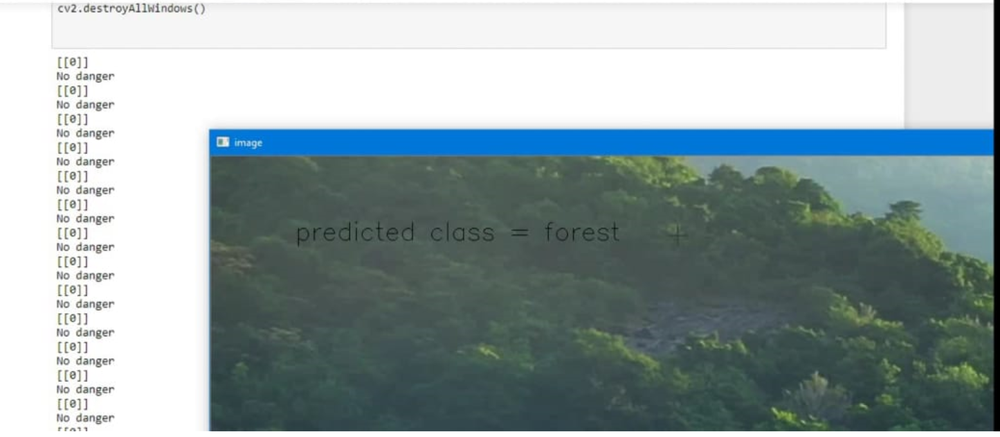 cv2.destroyAllWindows()
[[0]]
No danger
[[0]]
No danger
[[0]]
No danger
[[0]]
No danger
[[0]]
No danger
[[0]]
No danger
[[0]]
No danger
[[0]]
No danger
[[0]]
No danger
[[0]]
No danger
[[0]]
No danger
[[0]]
No danger
[[0]]
No danger
image
predicted class = forest